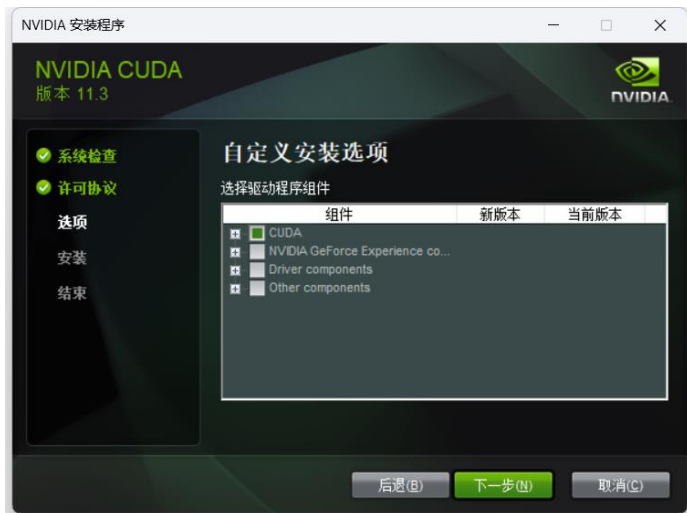 NVIDIA 安装程序
NVIDIA CUDA
版本 11.3
NVIDIA.
系统检查
许可协议
选项
安装
结束
自定义安装选项
选择驱动程序组件
组件 新版本 当前版本
CUDA
NVIDIA GeForce Experience co...
Driver components
Other components
后退(B) 下一步(N) 取消(C)